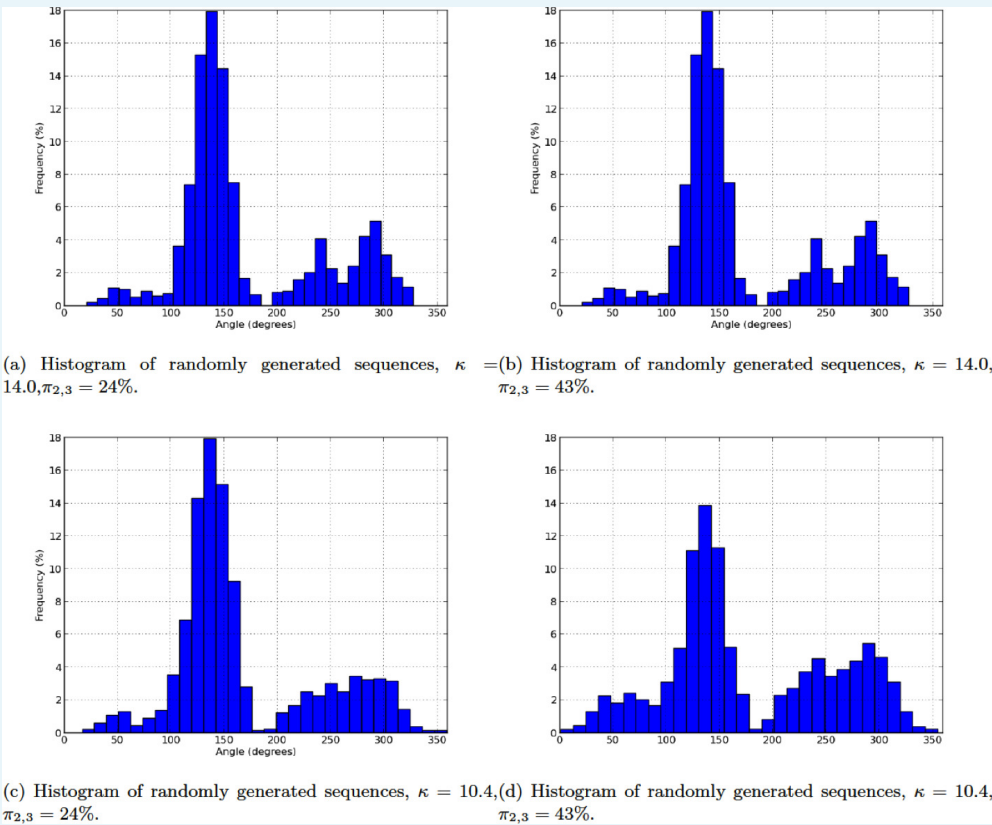 18
16
14
12
10
8
6
4
2
0
Frequency (%)
0 50 100 150 200 250 300 350
Angle (degrees)
18
16
14
12
10
8
6
4
2
0
Frequency (%)
0 50 100 150 200 250 300 350
Angle (degrees)
(a) Histogram of randomly generated sequences, κ =
14.0,π2,3 = 24%.
(b) Histogram of randomly generated sequences, κ = 14.0,
π2,3 = 43%.
18
16
14
12
10
8
6
4
2
0
Frequency (%)
0 50 100 150 200 250 300 350
Angle (degrees)
18
16
14
12
10
8
6
4
2
0
0 50 100 150 200 250 300 350
(c) Histogram of randomly generated sequences, κ = 10.4,
π2,3 = 24%.
(d) Histogram of randomly generated sequences, κ = 10.4,
π2,3 = 43%.